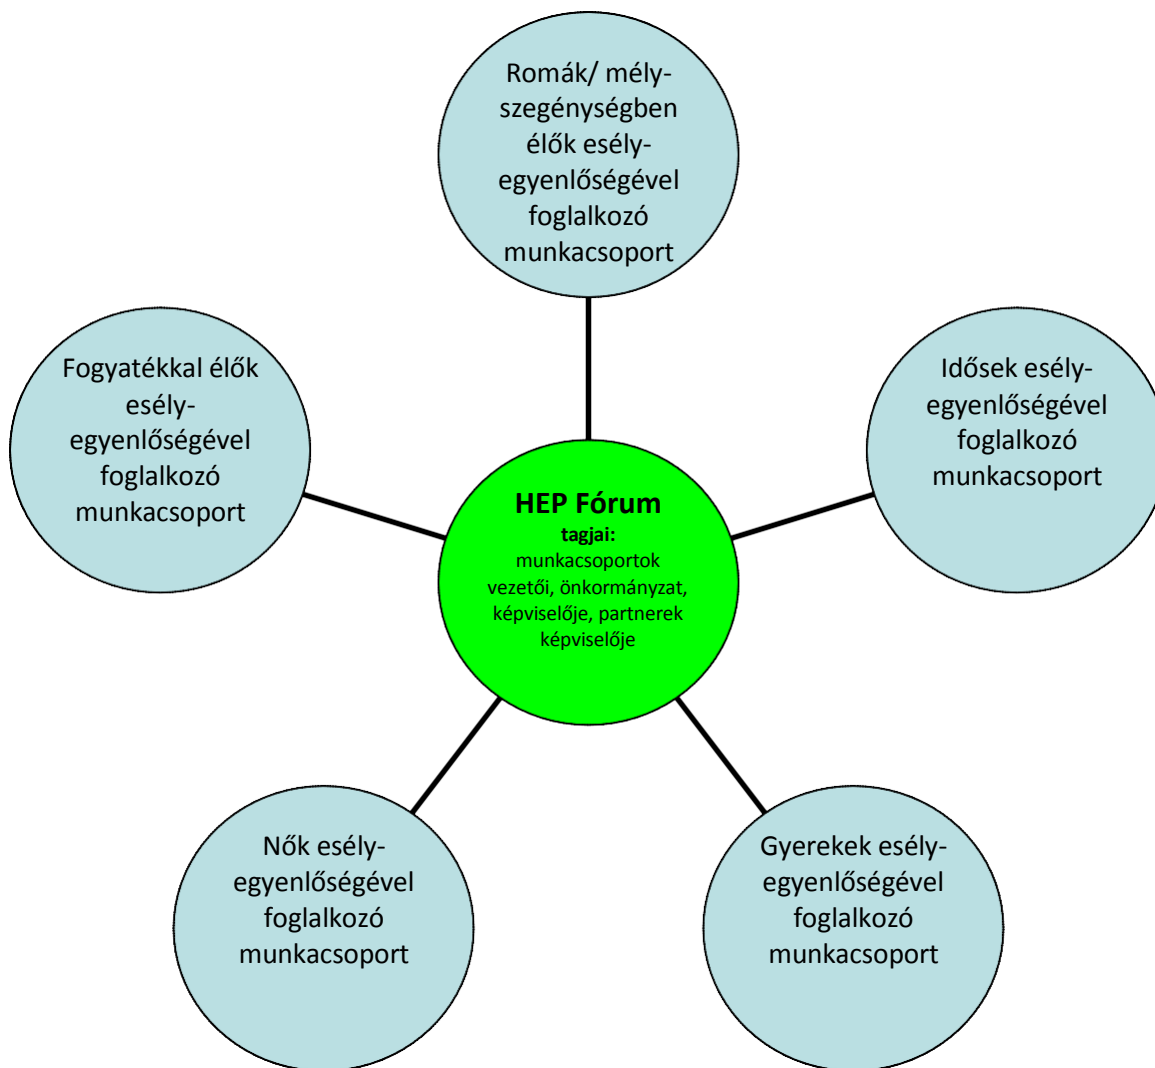 Romák/ mély-
szegénységben
élők esély-
egyenlőségével
foglalkozó
munkacsoport
Fogyatékkal élők
esély-
egyenlőségével
foglalkozó
munkacsoport
Idősek esély-
egyenlőségével
foglalkozó
munkacsoport
HEP Fórum
tagjai:
munkacsoportok
vezetői, önkormányzat,
képviselője, partnerek
képviselője
Nők esély-
egyenlőségével
foglalkozó
munkacsoport
Gyerekek esély-
egyenlőségével
foglalkozó
munkacsoport